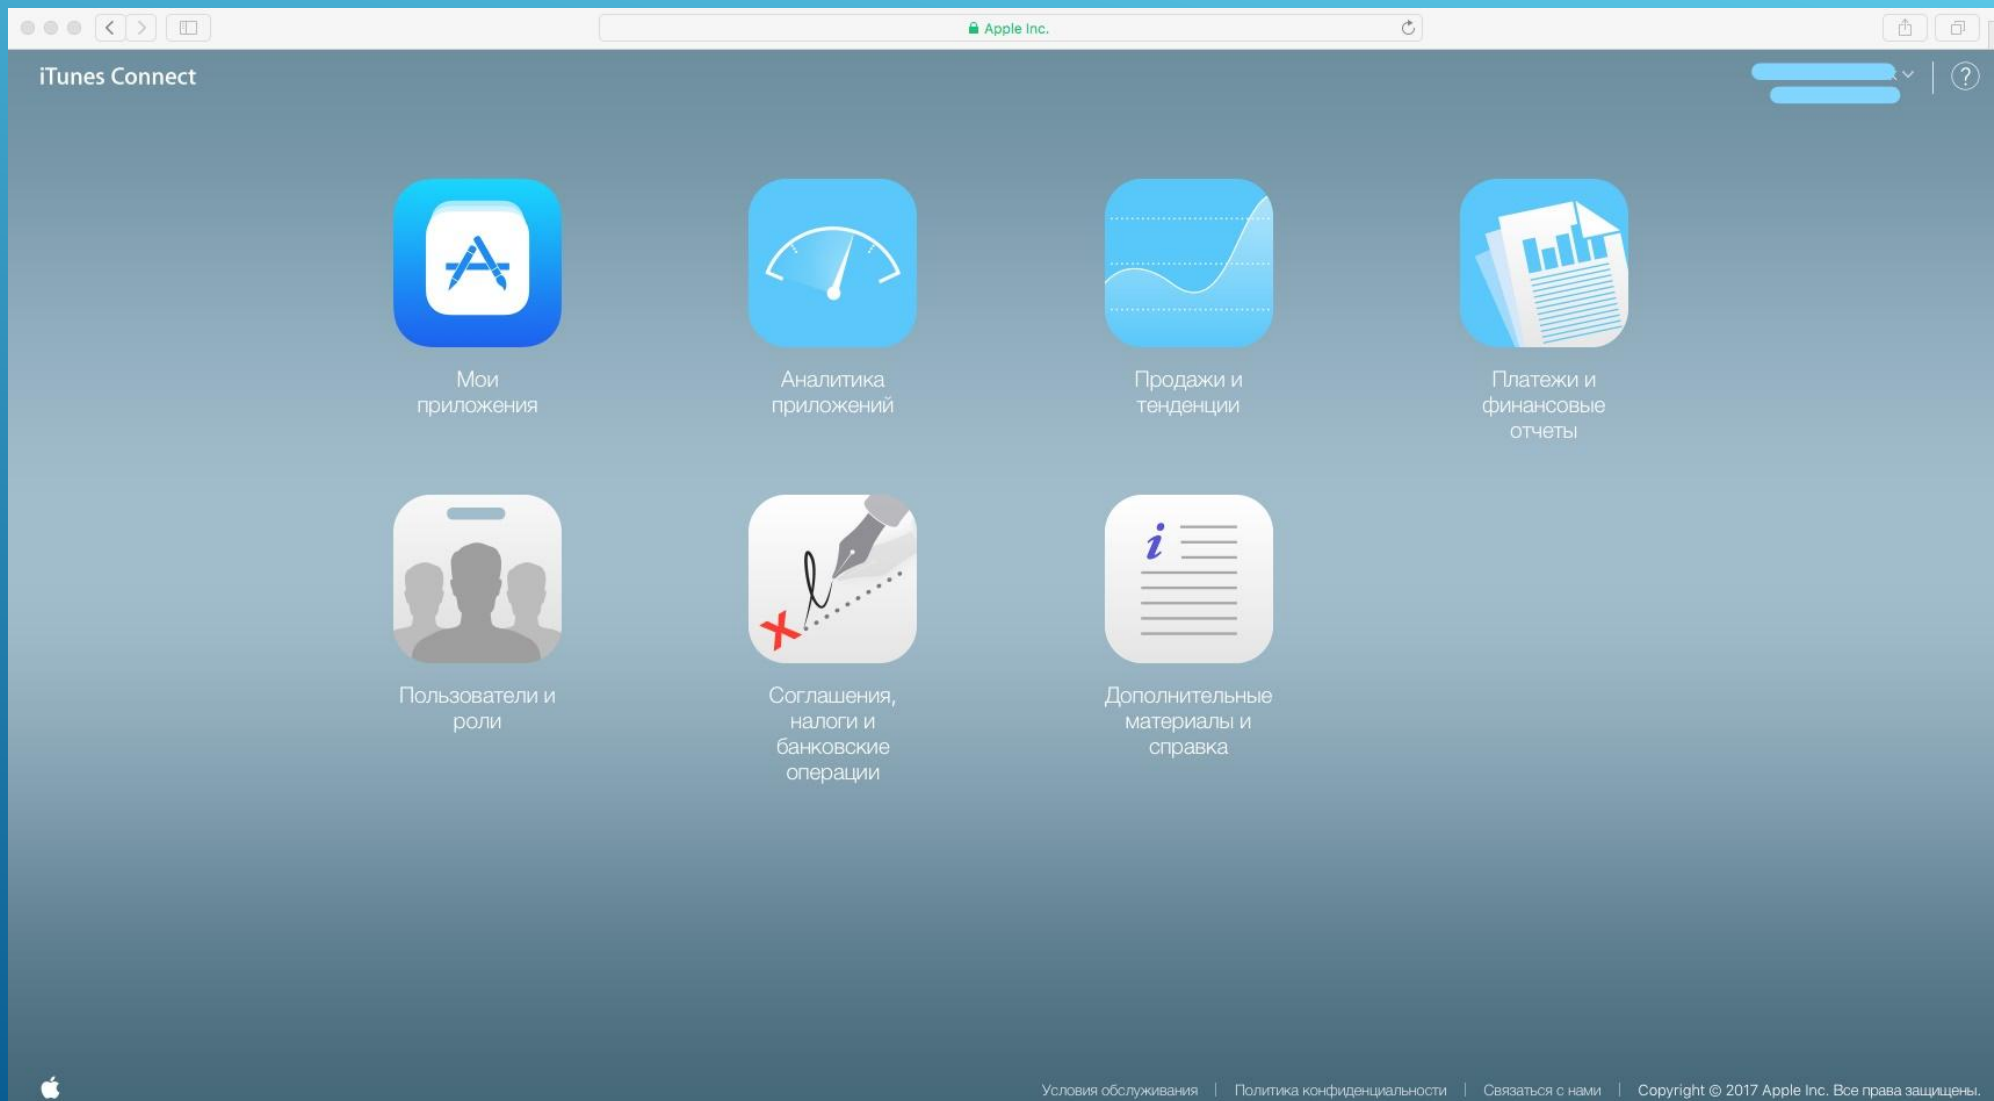 Apple Inc.
iTunes Connect
Мои
приложения
Аналитика
приложений
Продажи и
тенденции
Платежи и
финансовые
отчеты
Пользователи и
роли
Соглашения,
налоги и
банковские
операции
Дополнительные
материалы и
справка
Условия обслуживания | Политика конфиденциальности | Связаться с нами | Copyright © 2017 Apple Inc. Все права защищены.